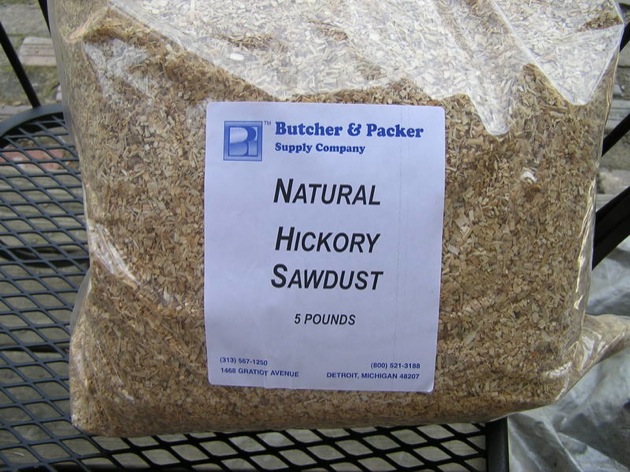 Butcher & Packer
Supply Company
TM
NATURAL
HICKORY
SAWDUST
5 POUNDS
(313) 567-1250 (800) 521-3188
1468 GRATIOT AVENUE DETROIT, MICHIGAN 48207